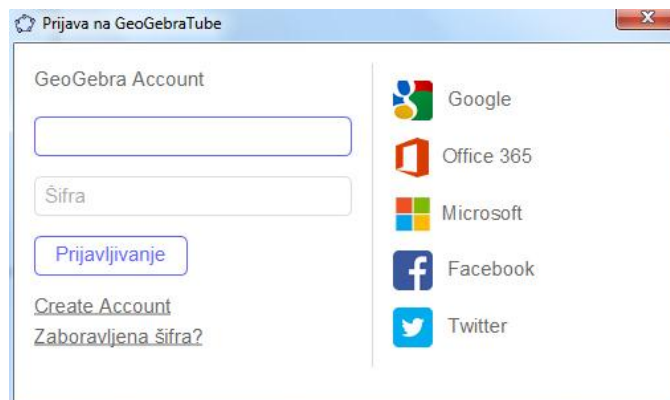 Prijava na GeoGebraTube
GeoGebra Account
Šifra
Prijavljivanje
Create Account
Zaboravljena šifra?
Google
Office 365
Microsoft
Facebook
Twitter